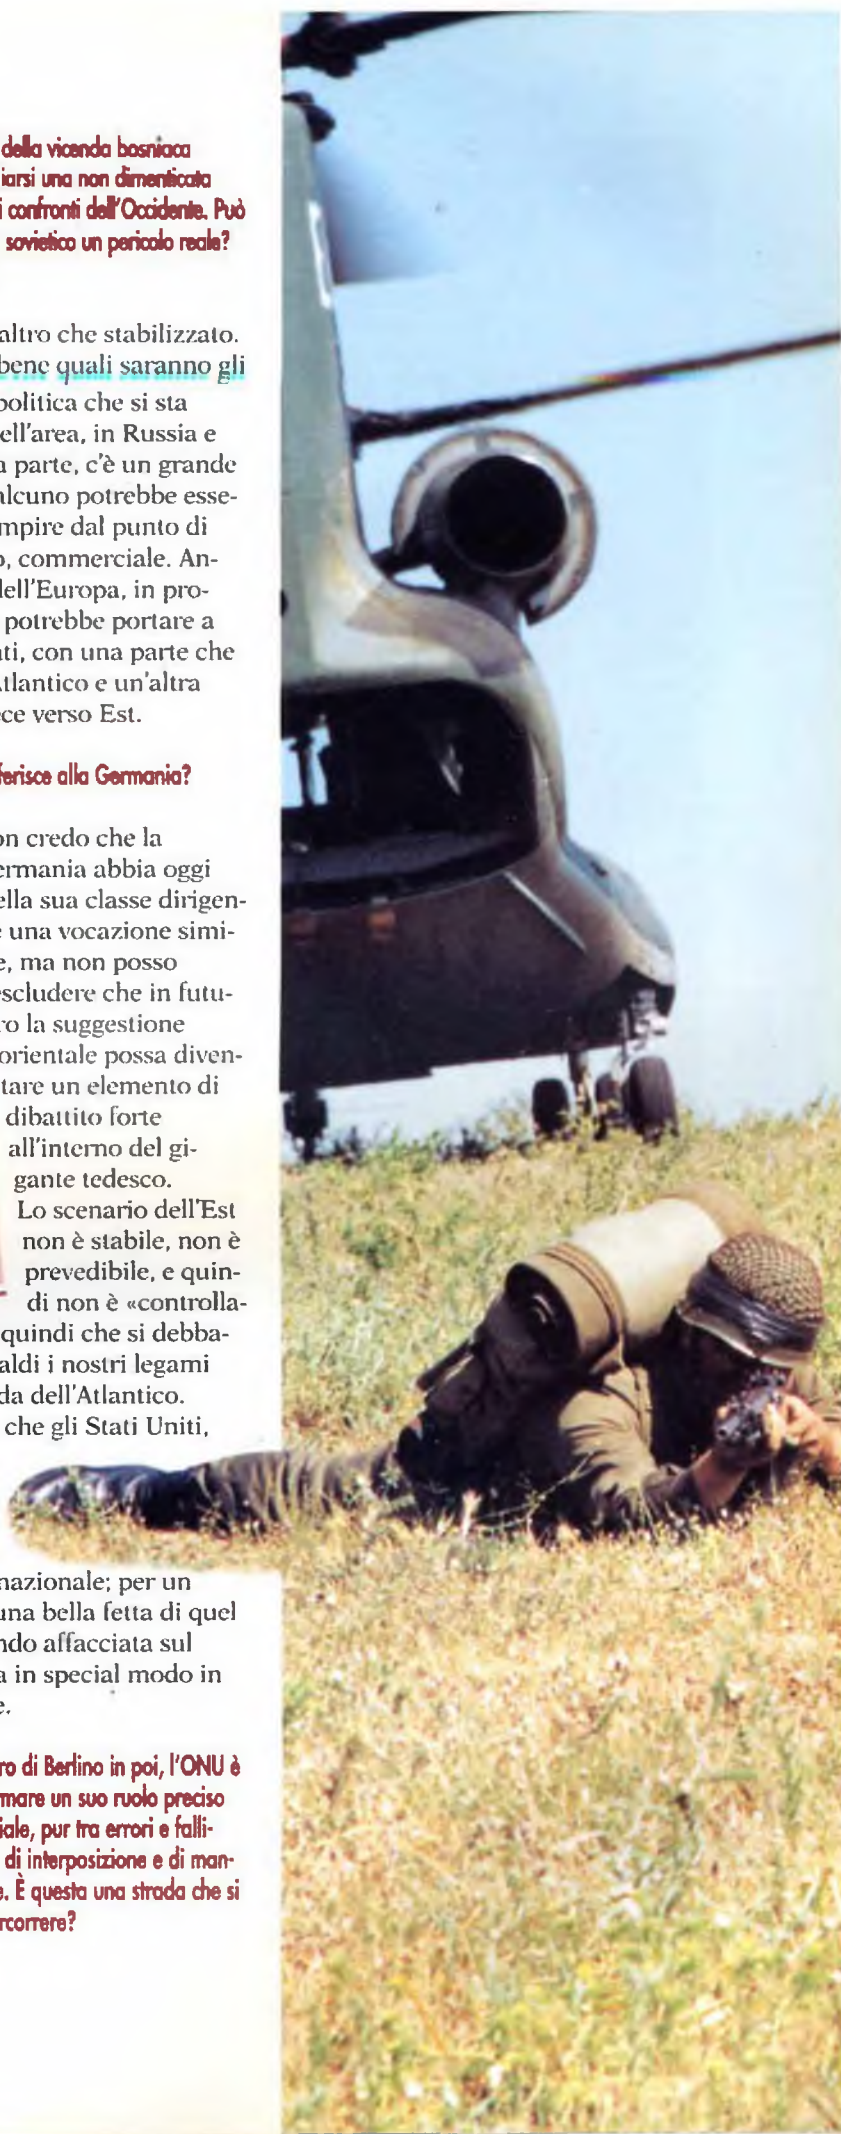 della vicenda bosniaca
iarsi una non dimenticata
i confronti dell'Occidente. Può
sovietico un pericolo reale?
altro che stabilizzato.
bene quali saranno gli
politica che si sta
ell'area, in Russia e
a parte, c'è un grande
alcuno potrebbe esse-
mpire dal punto di
o, commerciale. An-
dell'Europa, in pro-
potrebbe portare a
ati, con una parte che
Atlantico e un'altra
ce verso Est.
ferisce alla Germania?
on credo che la
ermania abbia oggi
ella sua classe dirigen-
e una vocazione simi-
e, ma non posso
escludere che in futu-
ro la suggestione
orientale possa diven-
tare un elemento di
dibattito forte
all'interno del gi-
gante tedesco.
Lo scenario dell'Est
non è stabile, non è
prevedibile, e quin-
di non è «controlla-
quindi che si debba-
aldi i nostri legami
da dell'Atlantico.
che gli Stati Uniti,
nazionale; per un
una bella fetta di quel
ndo affacciata sul
a in special modo in
e.
ro di Berlino in poi, l'ONU è
rmare un suo ruolo preciso
iale, pur tra errori e falli-
di interposizione e di man-
e. È questa una strada che si
rcorrere?